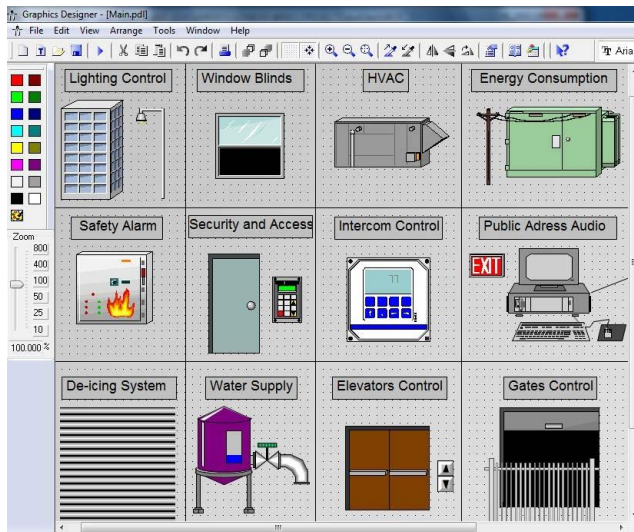 Graphics Designer - [Main.pdl]
File Edit View Arrange Tools Window Help
Aria
Lighting Control
Window Blinds
HVAC
Energy Consumption
Safety Alarm
Security and Access
Intercom Control
Public Adress Audio
EXIT
Zoom
800
400
100
50
25
10
100.000 %
De-icing System
Water Supply
Elevators Control
Gates Control